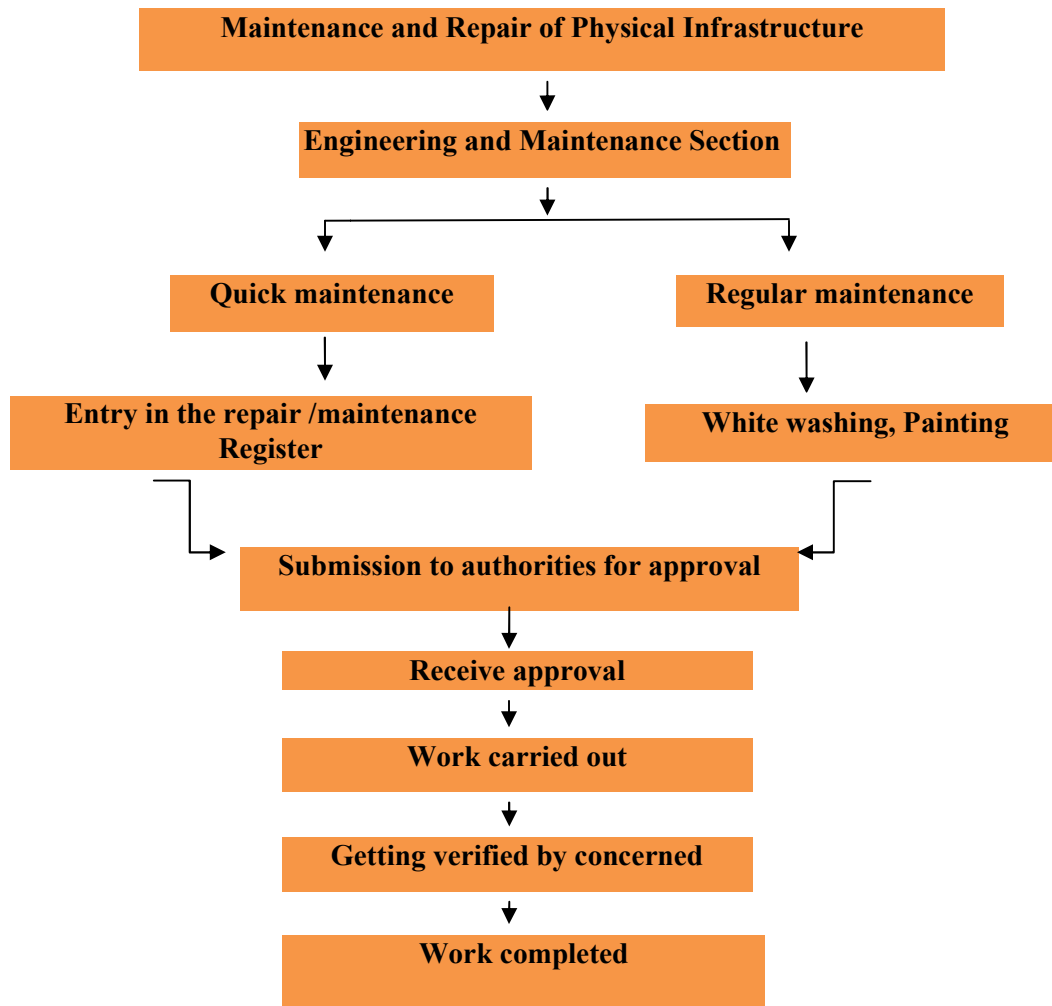 Maintenance and Repair of Physical Infrastructure
Engineering and Maintenance Section
Quick maintenance
Regular maintenance
Entry in the repair /maintenance
Register
White washing, Painting
Submission to authorities for approval
Receive approval
Work carried out
Getting verified by concerned
Work completed